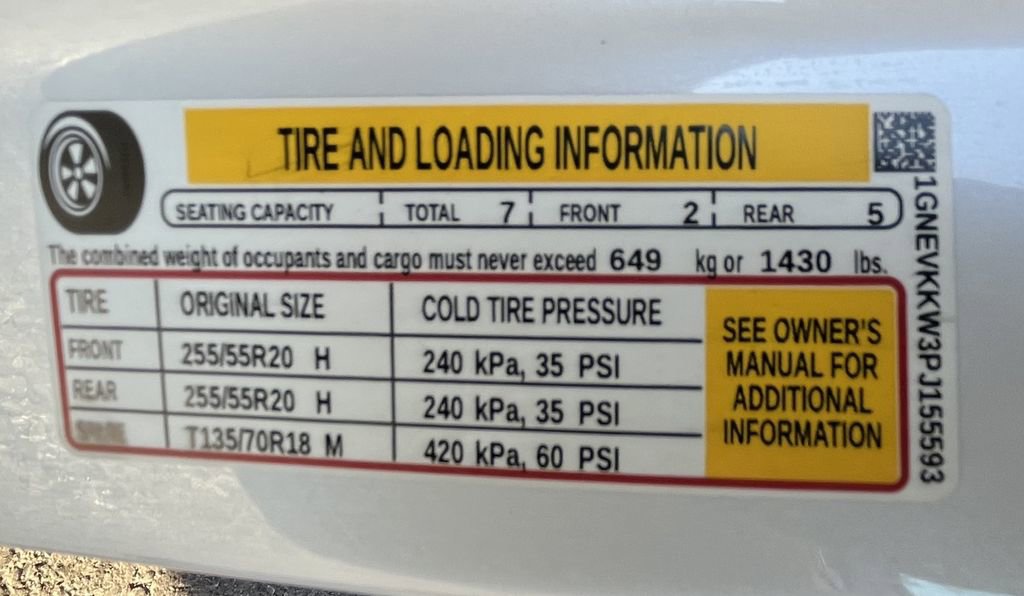 TIRE AND LOADING INFORMATION
SEATING CAPACITY TOTAL 7 FRONT 2 REAR 5
The combined weight of occupants and cargo must never exceed 649 kg or 1430 lbs.
TIRE ORIGINAL SIZE COLD TIRE PRESSURE
FRONT 255/55R20 H 240 kPa, 35 PSI
REAR 255/55R20 H 240 kPa, 35 PSI
T135/70R18 M 420 kPa, 60 PSI
SEE OWNER'S
MANUAL FOR
ADDITIONAL
INFORMATION
1GNEVKKW3PJ155593